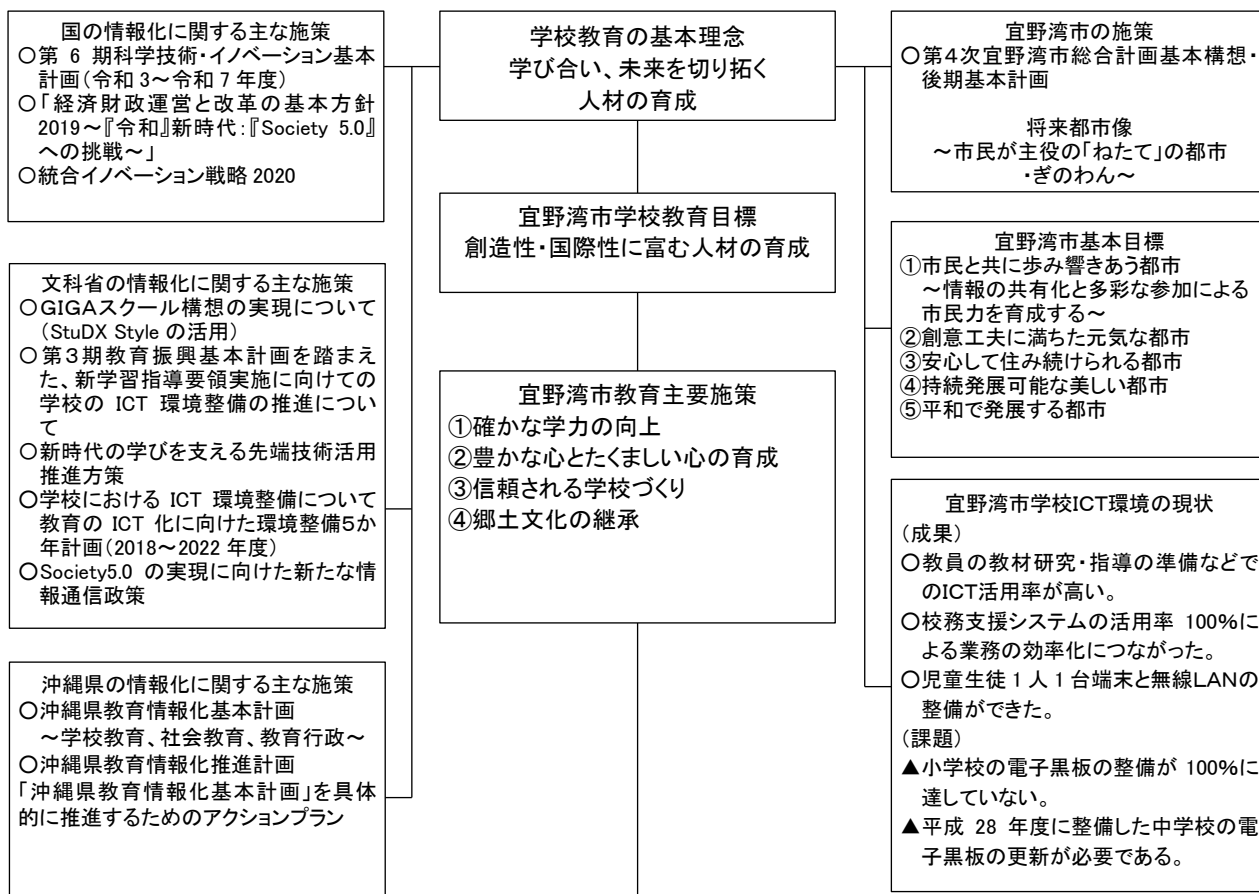 国の情報化に関する主な施策
○第 6 期科学技術・イノベーション基本
計画(令和3～令和7年度)
○「経済財政運営と改革の基本方針
2019～『令和』新時代:『Society 5.0』
への挑戦～」
○統合イノベーション戦略 2020
文科省の情報化に関する主な施策
○GIGAスクール構想の実現について
(StuDX Style の活用)
○第3期教育振興基本計画を踏まえ
た、新学習指導要領実施に向けての
学校の ICT 環境整備の推進につい
て
○新時代の学びを支える先端技術活用
推進方策
○学校における ICT 環境整備について
教育の ICT 化に向けた環境整備5か
年計画(2018～2022 年度)
○Society5.0 の実現に向けた新たな情
報通信政策
沖縄県の情報化に関する主な施策
○沖縄県教育情報化基本計画
～学校教育、社会教育、教育行政～
○沖縄県教育情報化推進計画
「沖縄県教育情報化基本計画」を具体
的に推進するためのアクションプラン
学校教育の基本理念
学び合い、未来を切り拓く
人材の育成
宜野湾市学校教育目標
創造性・国際性に富む人材の育成
宜野湾市教育主要施策
①確かな学力の向上
②豊かな心とたくましい心の育成
③信頼される学校づくり
④郷土文化の継承
宜野湾市の施策
○第4次宜野湾市総合計画基本構想・
後期基本計画
将来都市像
～市民が主役の「ねたて」の都市
・ぎのわん～
宜野湾市基本目標
①市民と共に歩み響きあう都市
～情報の共有化と多彩な参加による
市民力を育成する～
②創意工夫に満ちた元気な都市
③安心して住み続けられる都市
④持続発展可能な美しい都市
⑤平和で発展する都市
宜野湾市学校ICT環境の現状
(成果)
○教員の教材研究・指導の準備などで
のICT活用率が高い。
○校務支援システムの活用率 100%に
よる業務の効率化につながった。
○児童生徒1人1台端末と無線LANの
整備ができた。
(課題)
▲小学校の電子黒板の整備が 100%に
達していない。
▲平成 28 年度に整備した中学校の電
子黒板の更新が必要である。